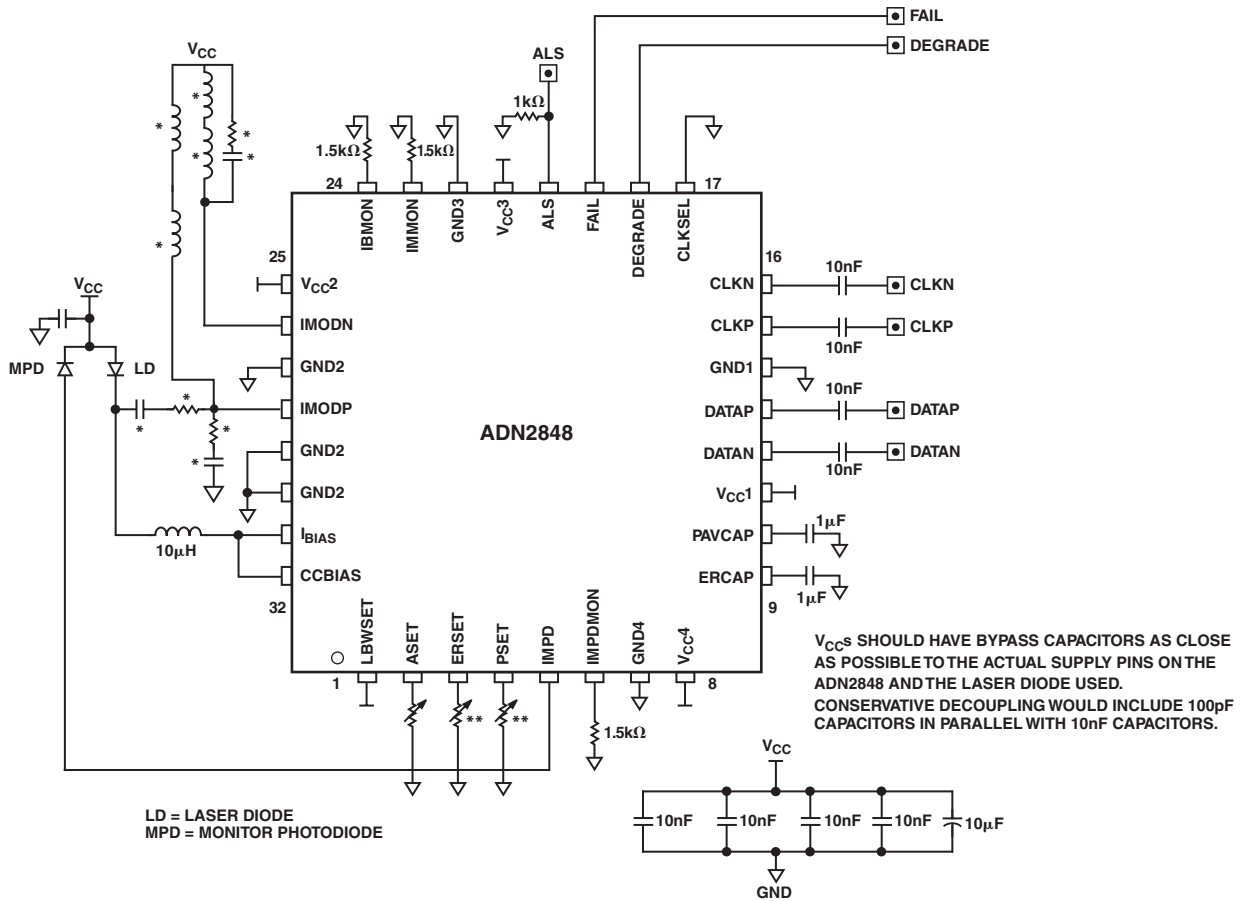 FAIL
DEGRADE
VCC
ALS
1kΩ
1.5kΩ
1.5kΩ
24
17
IBMON
IMMON
GND3
VCC3
ALS
FAIL
DEGRADE
CLKSEL
*
*
*
*
*
*
25
16
VCC2
IMODN
GND2
IMODP
GND2
GND2
IBIAS
CCBIAS
32
VCC
MPD
LD
*
*
*
*
10µH
ADN2848
CLKN
10nF
CLKN
CLKP
10nF
CLKP
GND1
DATAP
10nF
DATAP
DATAN
10nF
DATAN
VCC1
PAVCAP
1µF
ERCAP
1µF
9
LBWSET
ASET
ERSET
PSET
IMPD
IMPDMON
GND4
VCC4
1
8
**
**
1.5kΩ
VCCs SHOULD HAVE BYPASS CAPACITORS AS CLOSE
AS POSSIBLE TO THE ACTUAL SUPPLY PINS ON THE
ADN2848 AND THE LASER DIODE USED.
CONSERVATIVE DECOUPLING WOULD INCLUDE 100pF
CAPACITORS IN PARALLEL WITH 10nF CAPACITORS.
LD = LASER DIODE
MPD = MONITOR PHOTODIODE
VCC
10nF
10nF
10nF
10nF
10µF
GND